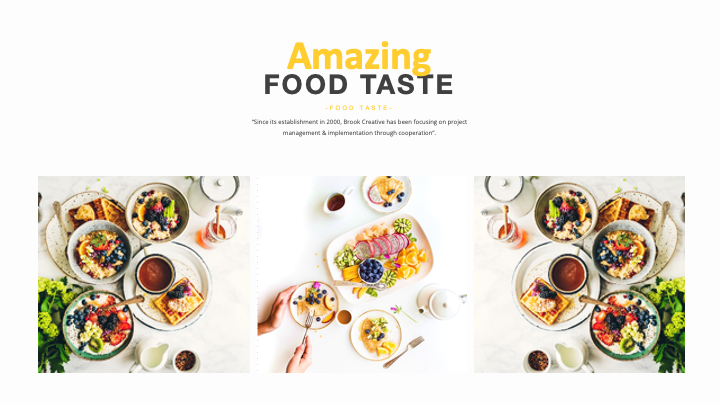 Amazing
FOOD TASTE
-FOOD TASTE-
"Since its establishment in 2000, Brook Creative has been focusing on project
management & implementation through cooperation".